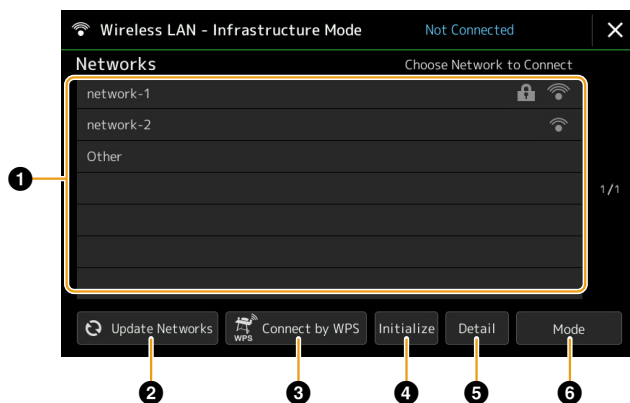 Wireless LAN - Infrastructure Mode Not Connected
Networks Choose Network to Connect
network-1
network-2
Other
1
1/1
Update Networks WPS Connect by WPS Initialize Detail Mode
2 3 4 5 6